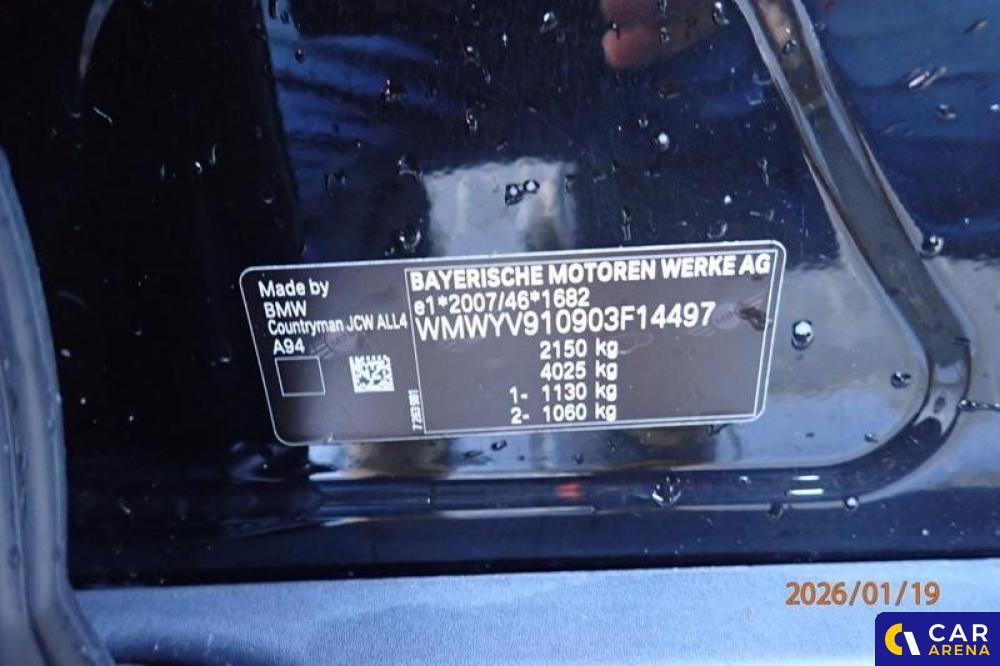 Made by
BMW
Countryman JCW ALL4
A94
7283981
BAYERISCHE MOTOREN WERKE AG
e1*2007/46*1682
WMWYV910903F14497
2150 kg
4025 kg
1- 1130 kg
2- 1060 kg
2026/01/19
CAR
ARENA